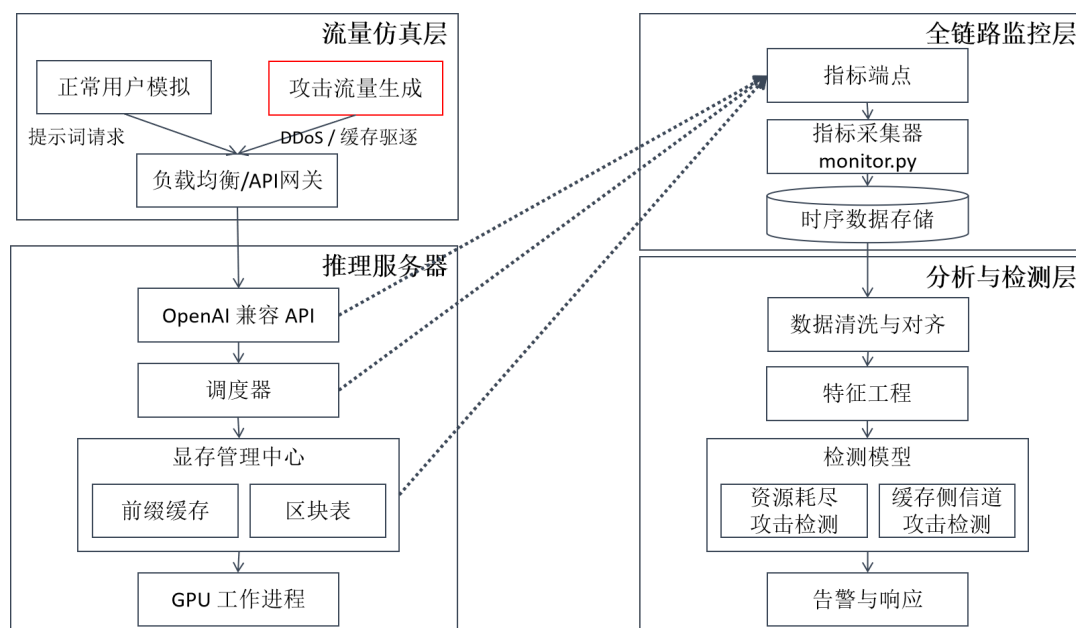 流量仿真层
正常用户模拟
攻击流量生成
提示词请求
DDoS / 缓存驱逐
负载均衡/API网关
推理服务器
OpenAI 兼容 API
调度器
显存管理中心
前缀缓存
区块表
GPU 工作进程
全链路监控层
指标端点
指标采集器
monitor.py
时序数据存储
分析与检测层
数据清洗与对齐
特征工程
检测模型
资源耗尽
攻击检测
缓存侧信道
攻击检测
告警与响应